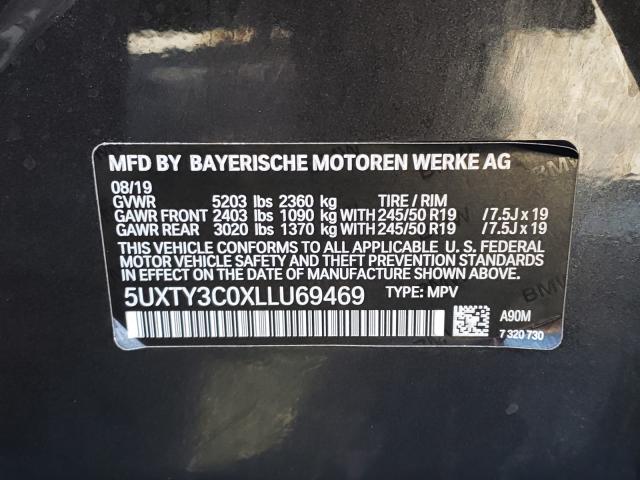 MFD BY BAYERISCHE MOTOREN WERKE AG
08/19
GVWR 5203 lbs 2360 kg TIRE / RIM
GAWR FRONT 2403 lbs 1090 kg WITH 245/50 R19 / 7.5J x 19
GAWR REAR 3020 lbs 1370 kg WITH 245/50 R19 / 7.5J x 19
THIS VEHICLE CONFORMS TO ALL APPLICABLE U. S. FEDERAL
MOTOR VEHICLE SAFETY AND THEFT PREVENTION STANDARDS
IN EFFECT ON THE DATE OF MANUFACTURE SHOWN ABOVE.
5UXTY3C0XLLU69469 TYPE: MPV
A90M
7 320 730